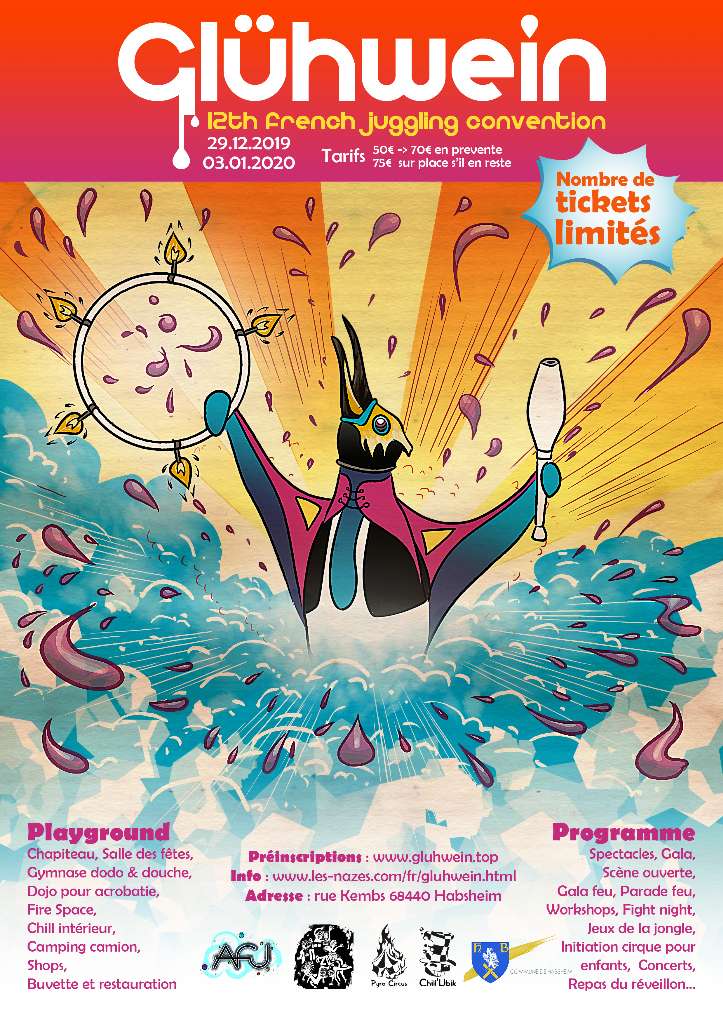 Glühwein
12th french juggling convention
29.12.2019
03.01.2020
Tarifs
50€ -> 70€ en prevente
75€ sur place s'il en reste
Nombre de
tickets
limités
Playground
Chapiteau, Salle des fêtes,
Gymnase dodo & douche,
Dojo pour acrobatie,
Fire Space,
Chill intérieur,
Camping camion,
Shops,
Buvette et restauration
Préinscriptions : www.gluhwein.top
Info : www.les-nazes.com/fr/gluhwein.html
Adresse : rue Kembs 68440 Habsheim
Programme
Spectacles, Gala,
Scène ouverte,
Gala feu, Parade feu,
Workshops, Fight night,
Jeux de la jongle,
Initiation cirque pour
enfants, Concerts,
Repas du réveillon...
AFJ
Pyro Circus
Chill'Ubik
H B
COMMUNE DE HABSHEIM